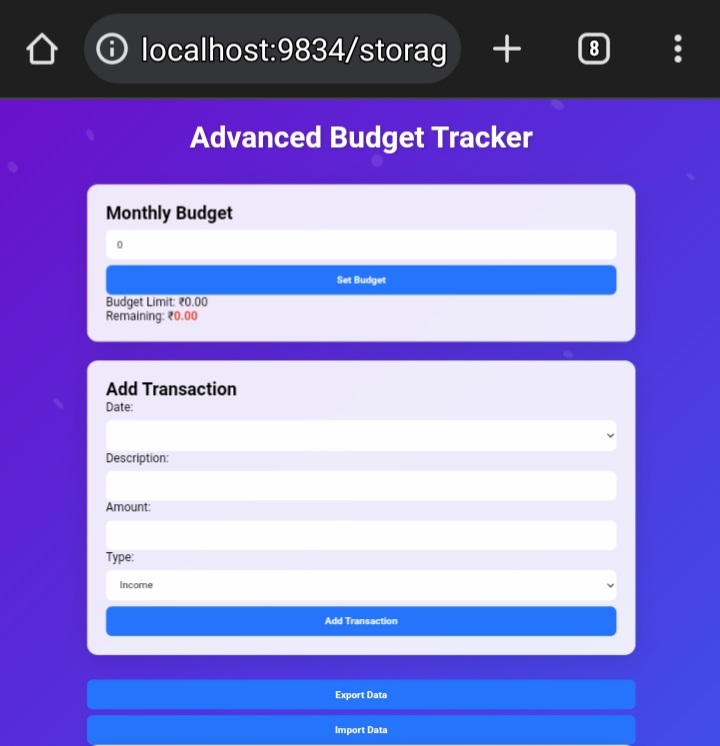 localhost:9834/storag
8
Advanced Budget Tracker
Monthly Budget
0
Set Budget
Budget Limit: ₹0.00
Remaining: ₹0.00
Add Transaction
Date:
Description:
Amount:
Type:
Income
Add Transaction
Export Data
Import Data